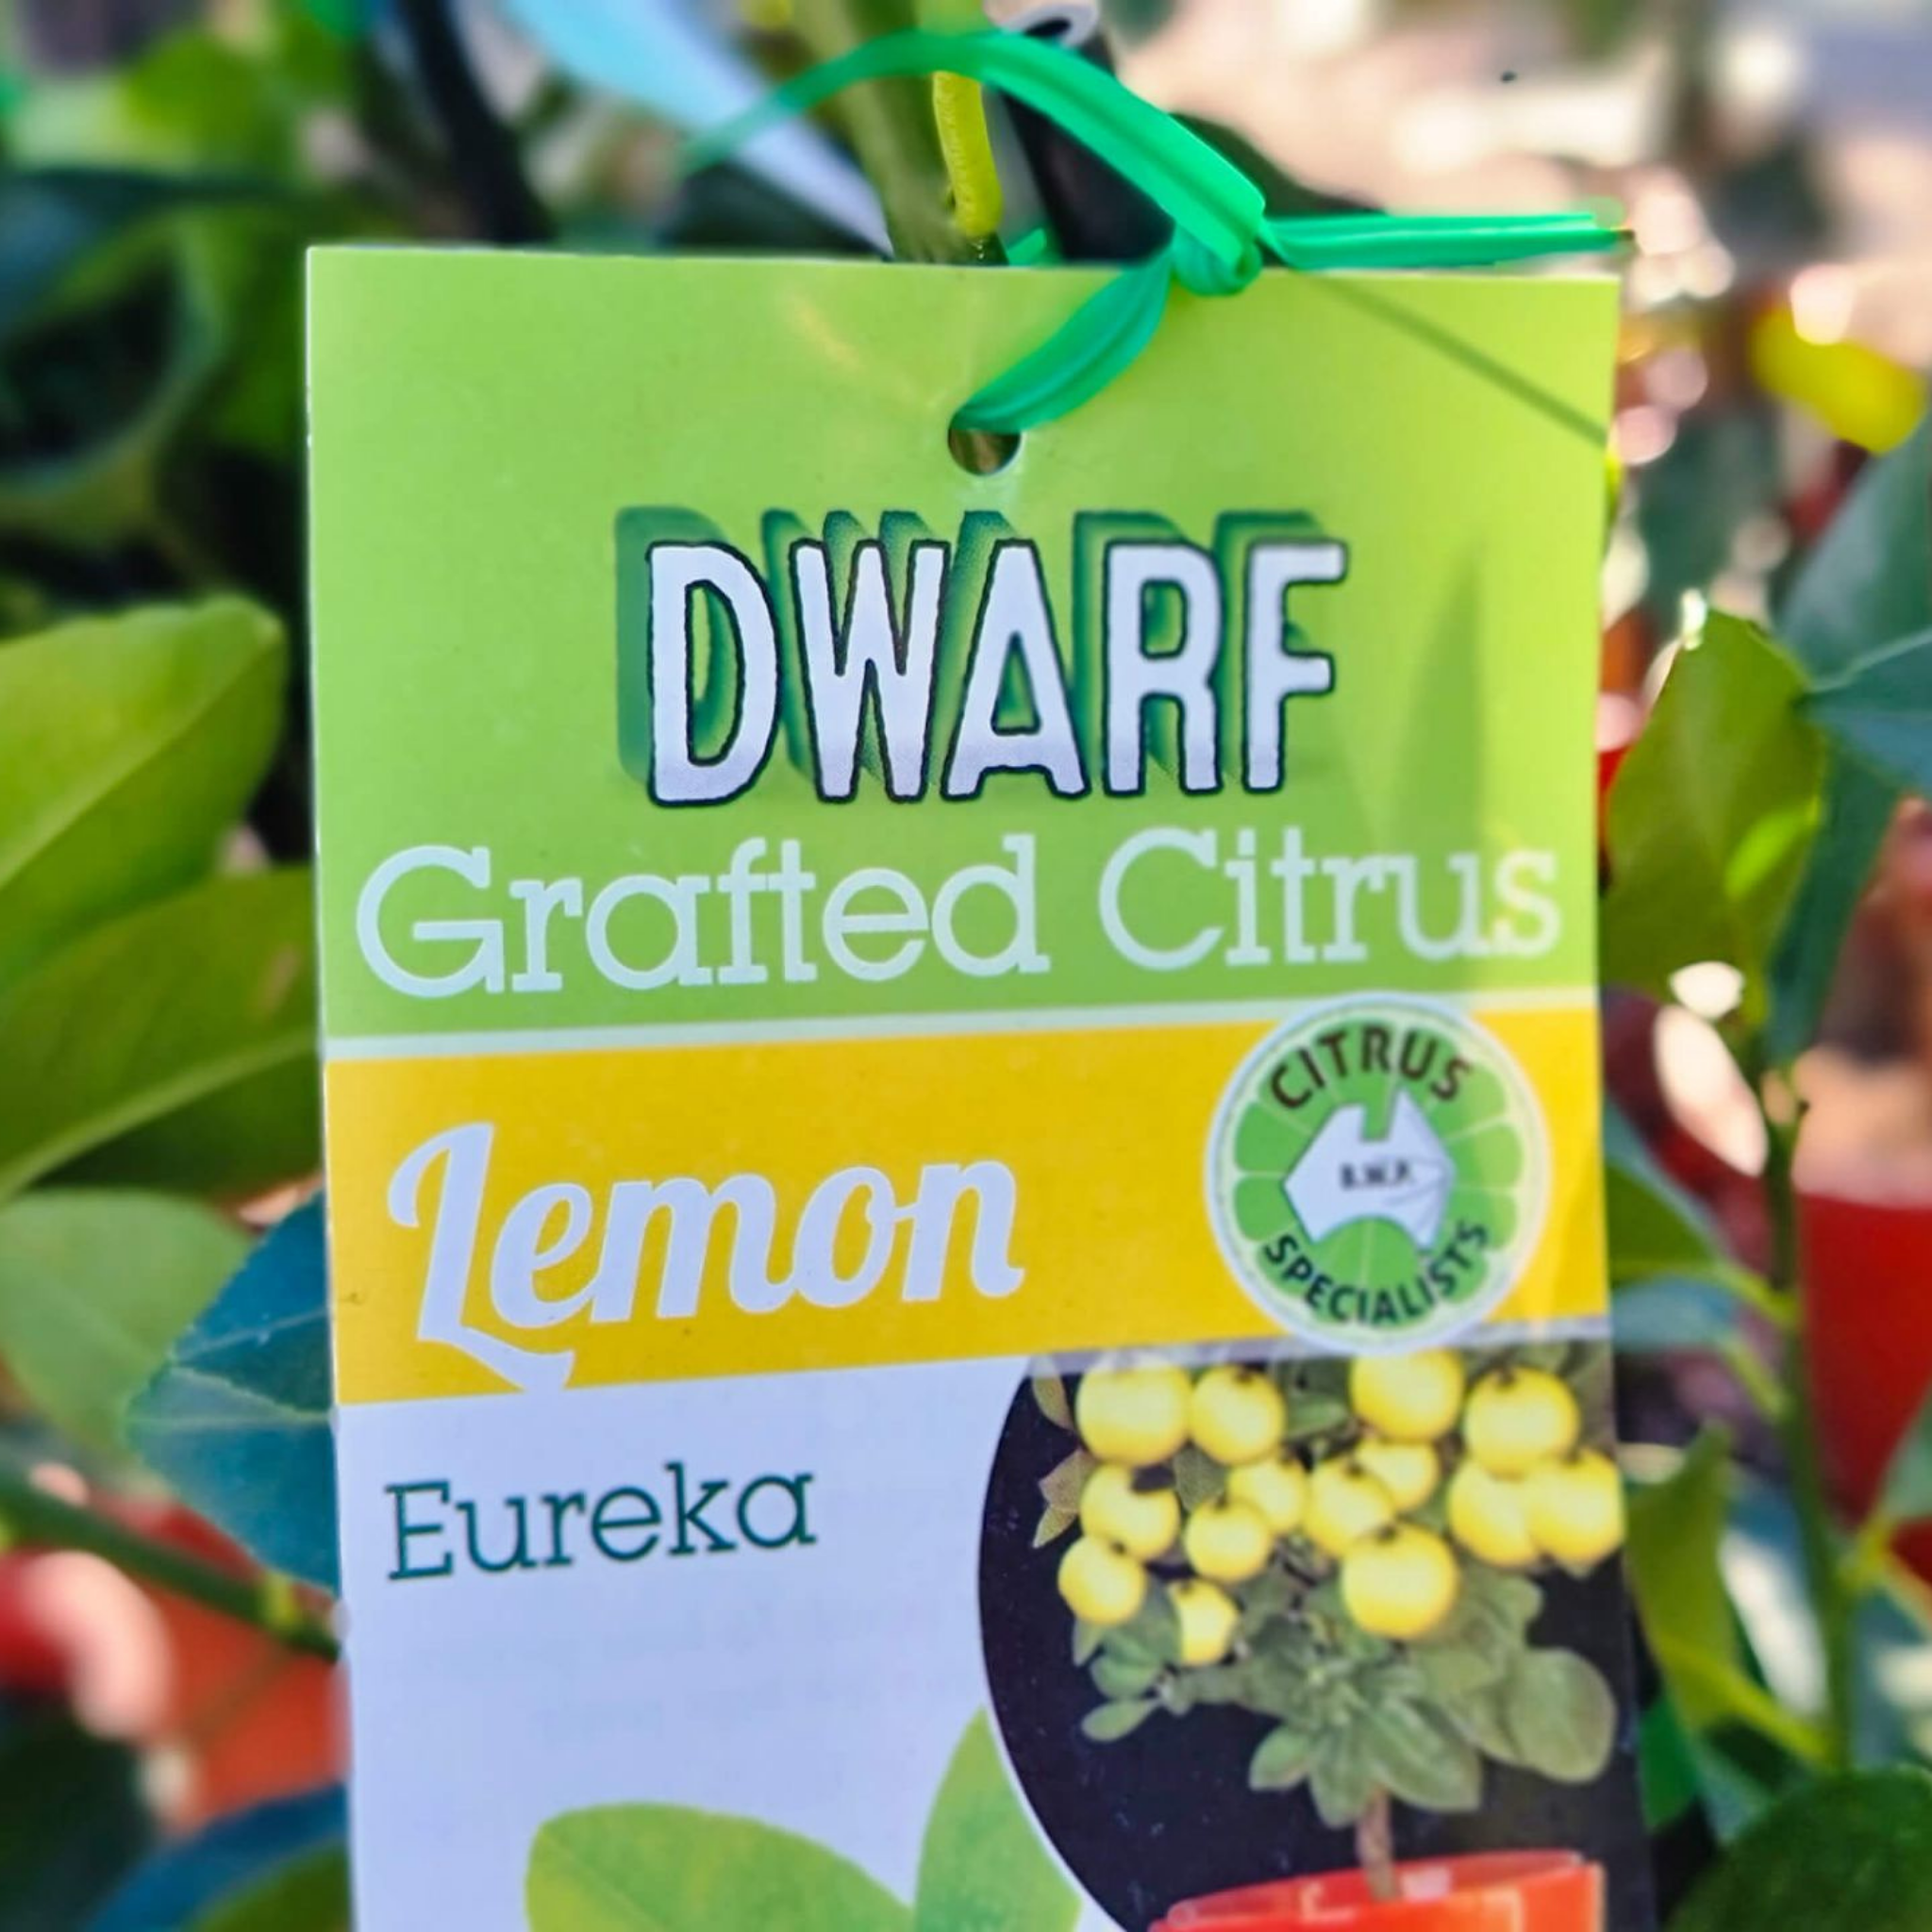 DWARF
Grafted Citrus
Lemon
CITRUS
B.W.P.
SPECIALISTS
Eureka